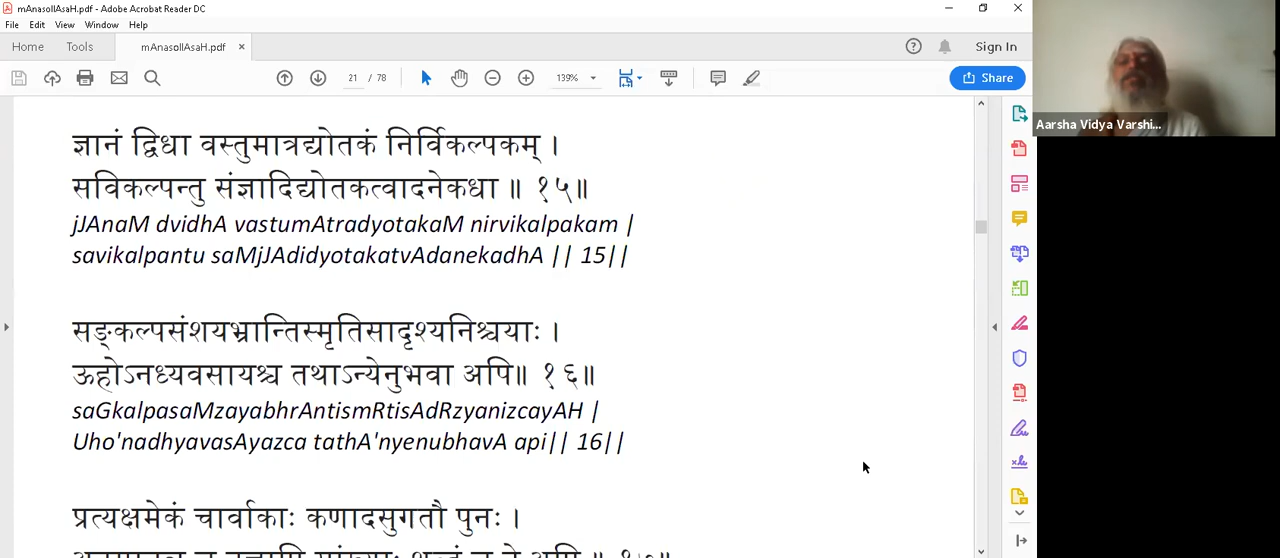 mAnasollAsaH.pdf - Adobe Acrobat Reader DC
File Edit View Window Help
Home Tools mAnasollAsaH.pdf Sign In
21 / 78 139% Share
Aarsha Vidya Varshi...
ज्ञानं द्विधा वस्तुमात्रद्योतकं निर्विकल्पकम् ।
सविकल्पन्तु संज्ञादिद्योतकत्वादनेकधा ॥ १५॥
jJAnaM dvidhA vastumAtradyotakaM nirvikalpakam |
savikalpantu saMjJAdidyotakatvAdanekadhA || 15||
सङ्कल्पसंशयभ्रान्तिस्मृतिसादृश्यनिश्चयाः ।
ऊहोऽनध्यवसायश्च तथाऽन्येनुभवा अपि॥ १६॥
saGkalpasaMzayabhrAntismRtisAdRzyanizcayAH |
Uho'nadhyavasAyazca tathA'nyenubhavA api|| 16||
प्रत्यक्षमेकं चार्वाकाः कणादसुगतौ पुनः ।